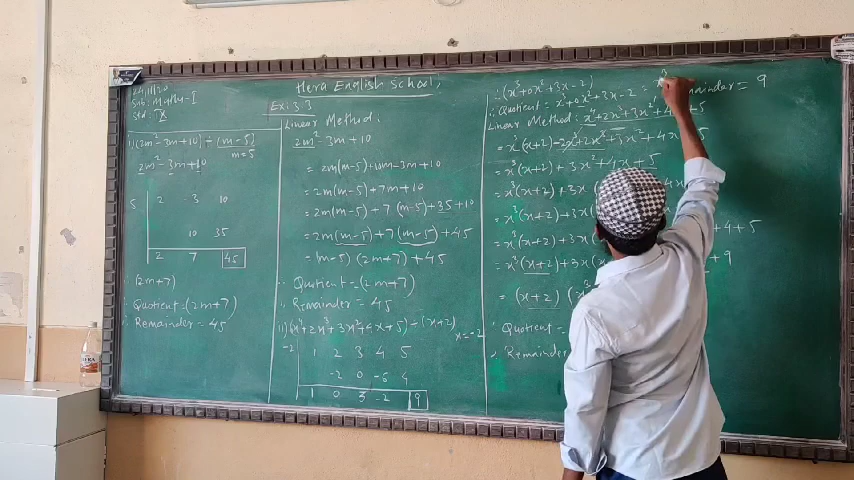 Hera English School,
Sub: Maths-I
Std: IX
Ex: 3.3
i) (2m²-3m+10) ÷ (m-5)
m=5
2m²-3m+10
5 2 -3 10
10 35
2 7 45
(2m+7)
∴ Quotient = (2m+7)
∴ Remainder = 45
Linear Method:
2m²-3m+10
= 2m(m-5)+10m-3m+10
= 2m(m-5)+7m+10
= 2m(m-5)+7(m-5)+35+10
= 2m(m-5)+7(m-5)+45
= (m-5)(2m+7)+45
∴ Quotient = (2m+7)
∴ Remainder = 45
ii) (x⁴+2x³+3x²+4x+5) ÷ (x+2)
x=-2
-2 1 2 3 4 5
-2 0 -6 4
1 0 3 -2 9
∴ (x³+0x²+3x-2)
∴ Quotient = x³+0x²+3x-2 = Remainder = 9
Linear Method: x⁴+2x³+3x²+4x+5
= x³(x+2)-2x³+2x³+3x²+4x+5
= x³(x+2)+3x²+4x+5
= x³(x+2)+3x 4x
= x³(x+2)+3x
= x³(x+2)+3x +4+5
= x³(x+2)+3x +9
= (x+2)(x³
∴ Quotient =
∴ Remainder